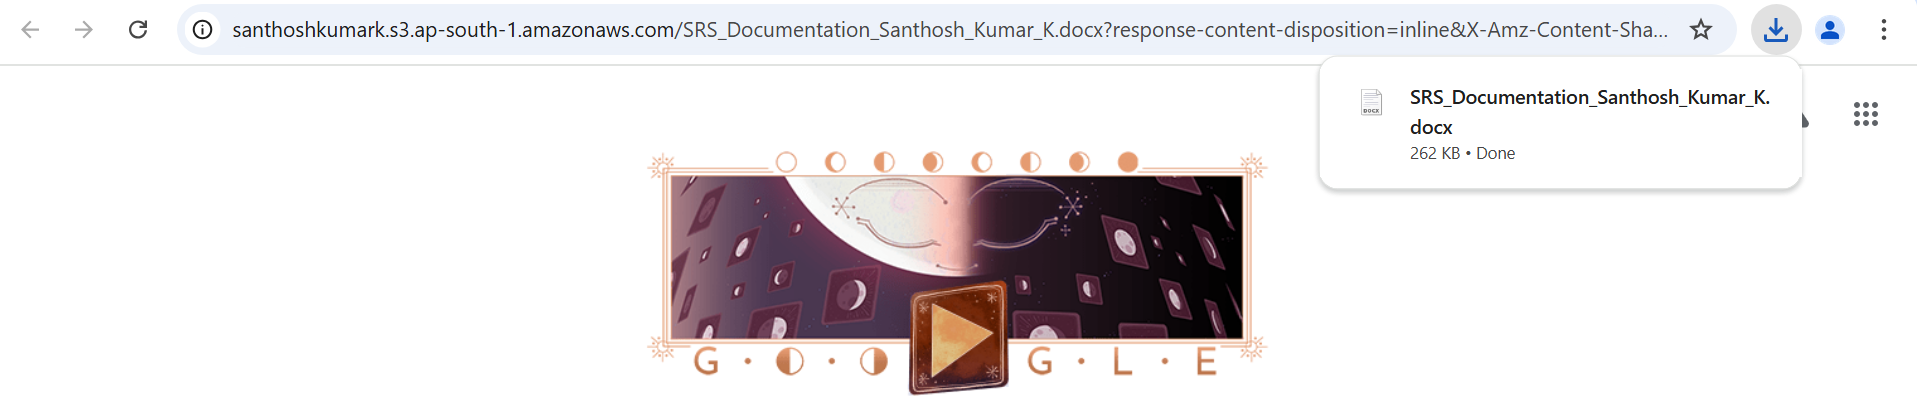 santhoshkumark.s3.ap-south-1.amazonaws.com/SRS_Documentation_Santhosh_Kumar_K.docx?response-content-disposition=inline&X-Amz-Content-Sha...
SRS_Documentation_Santhosh_Kumar_K.
docx
262 KB • Done
DOCX
G · O O · G · L · E